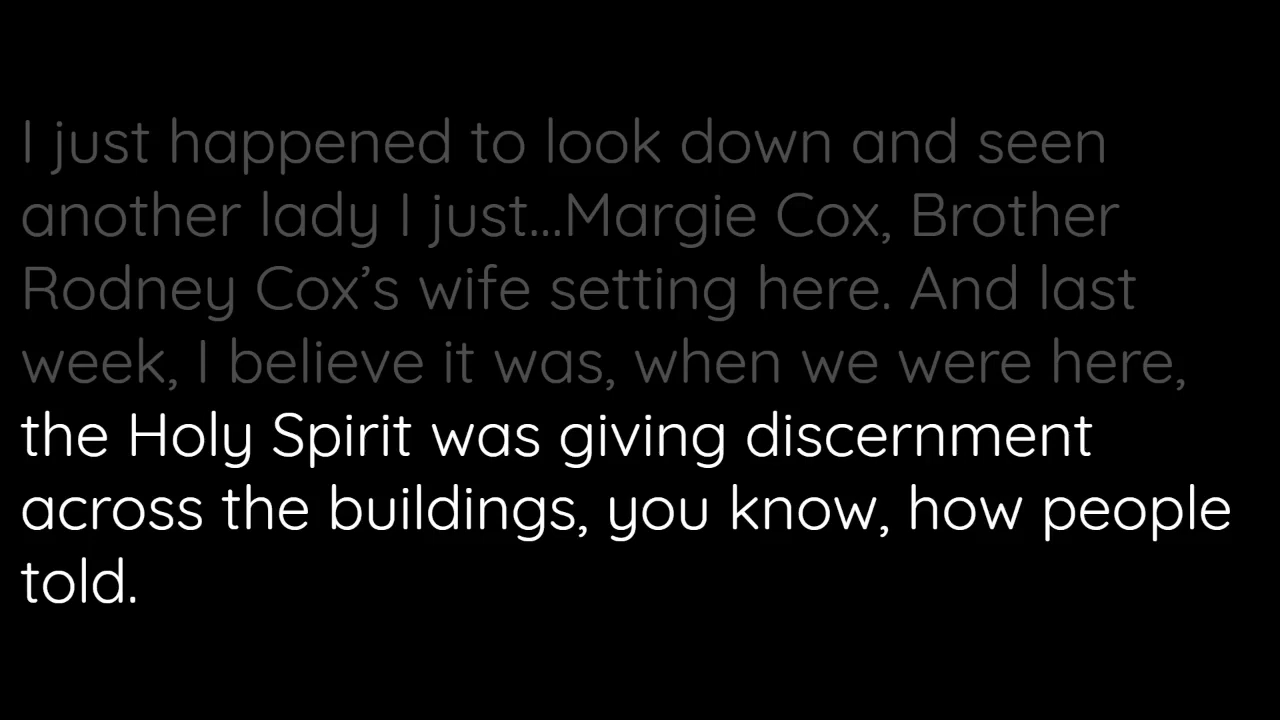 I just happened to look down and seen
another lady I just...Margie Cox, Brother
Rodney Cox’s wife setting here. And last
week, I believe it was, when we were here,
the Holy Spirit was giving discernment
across the buildings, you know, how people
told.